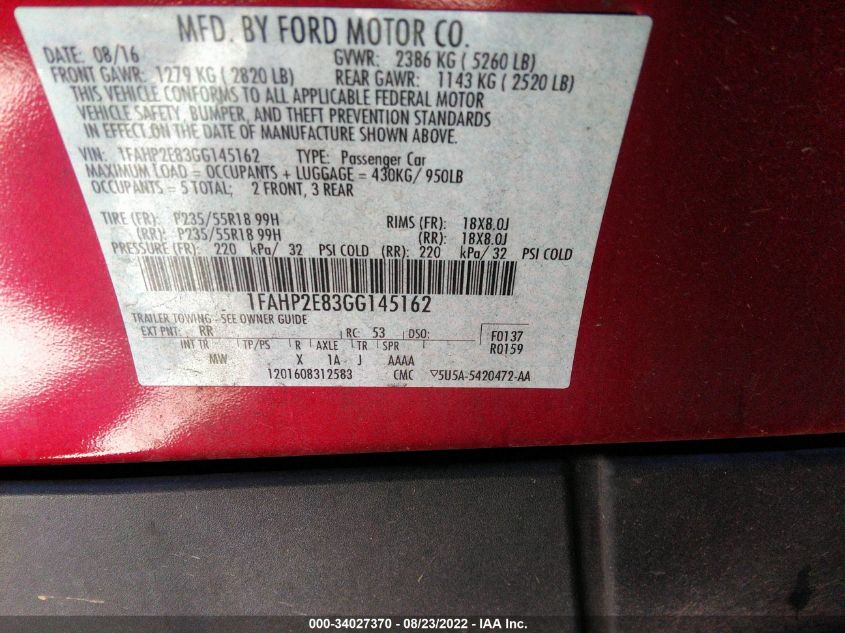 MFD. BY FORD MOTOR CO.
DATE: 08/16 GVWR: 2386 KG ( 5260 LB)
FRONT GAWR: 1279 KG ( 2820 LB) REAR GAWR: 1143 KG ( 2520 LB)
THIS VEHICLE CONFORMS TO ALL APPLICABLE FEDERAL MOTOR
VEHICLE SAFETY, BUMPER, AND THEFT PREVENTION STANDARDS
IN EFFECT ON THE DATE OF MANUFACTURE SHOWN ABOVE.
VIN: 1FAHP2E83GG145162 TYPE: Passenger Car
MAXIMUM LOAD = OCCUPANTS + LUGGAGE = 430KG/ 950LB
OCCUPANTS = 5 TOTAL; 2 FRONT, 3 REAR
TIRE (FR): P235/55R18 99H RIMS (FR): 18X8.0J
(RR): P235/55R18 99H (RR): 18X8.0J
PRESSURE (FR): 220 kPa/ 32 PSI COLD (RR): 220 kPa/ 32 PSI COLD
1FAHP2E83GG145162
TRAILER TOWING - SEE OWNER GUIDE
EXT PNT: RR RC: 53 DSO: F0137
INT TR TP/PS R AXLE TR SPR R0159
MW X 1A J AAAA
1201608312583 CMC ▽5U5A-5420472-AA
000-34027370 - 08/23/2022 - IAA Inc.